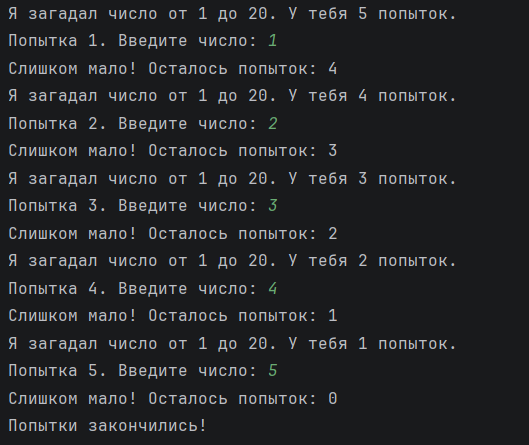 Я загадал число от 1 до 20. У тебя 5 попыток.
Попытка 1. Введите число: 1
Слишком мало! Осталось попыток: 4
Я загадал число от 1 до 20. У тебя 4 попыток.
Попытка 2. Введите число: 2
Слишком мало! Осталось попыток: 3
Я загадал число от 1 до 20. У тебя 3 попыток.
Попытка 3. Введите число: 3
Слишком мало! Осталось попыток: 2
Я загадал число от 1 до 20. У тебя 2 попыток.
Попытка 4. Введите число: 4
Слишком мало! Осталось попыток: 1
Я загадал число от 1 до 20. У тебя 1 попыток.
Попытка 5. Введите число: 5
Слишком мало! Осталось попыток: 0
Попытки закончились!